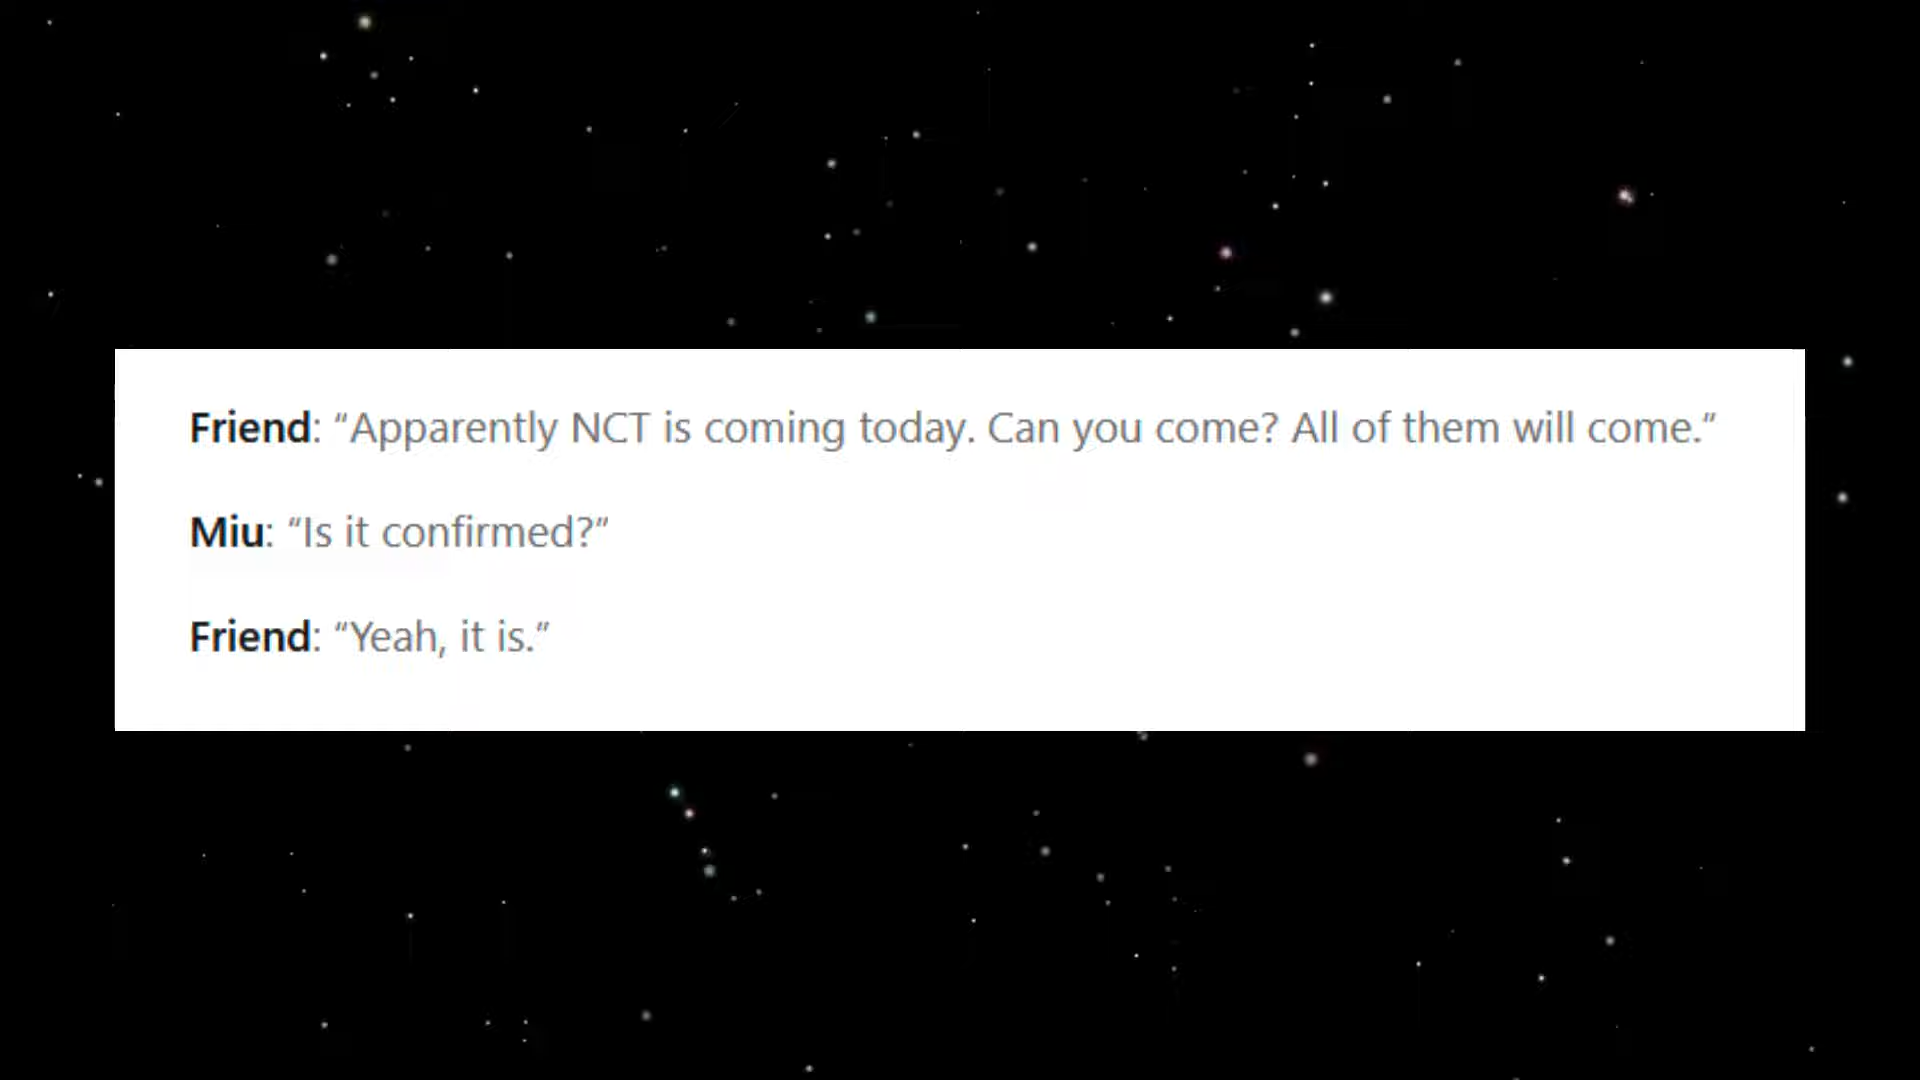 Friend: “Apparently NCT is coming today. Can you come? All of them will come.”
Miu: “Is it confirmed?”
Friend: “Yeah, it is.”